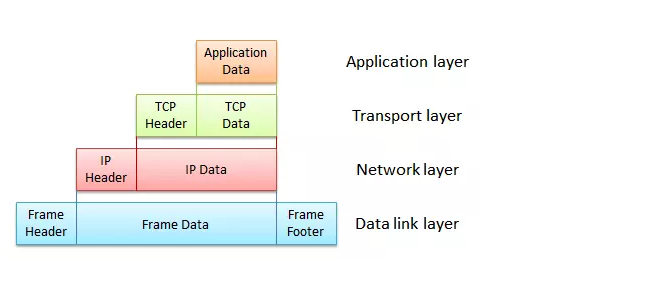 Application
Data
Application layer
TCP
Header
TCP
Data
Transport layer
IP
Header
IP Data
Network layer
Frame
Header
Frame Data
Frame
Footer
Data link layer